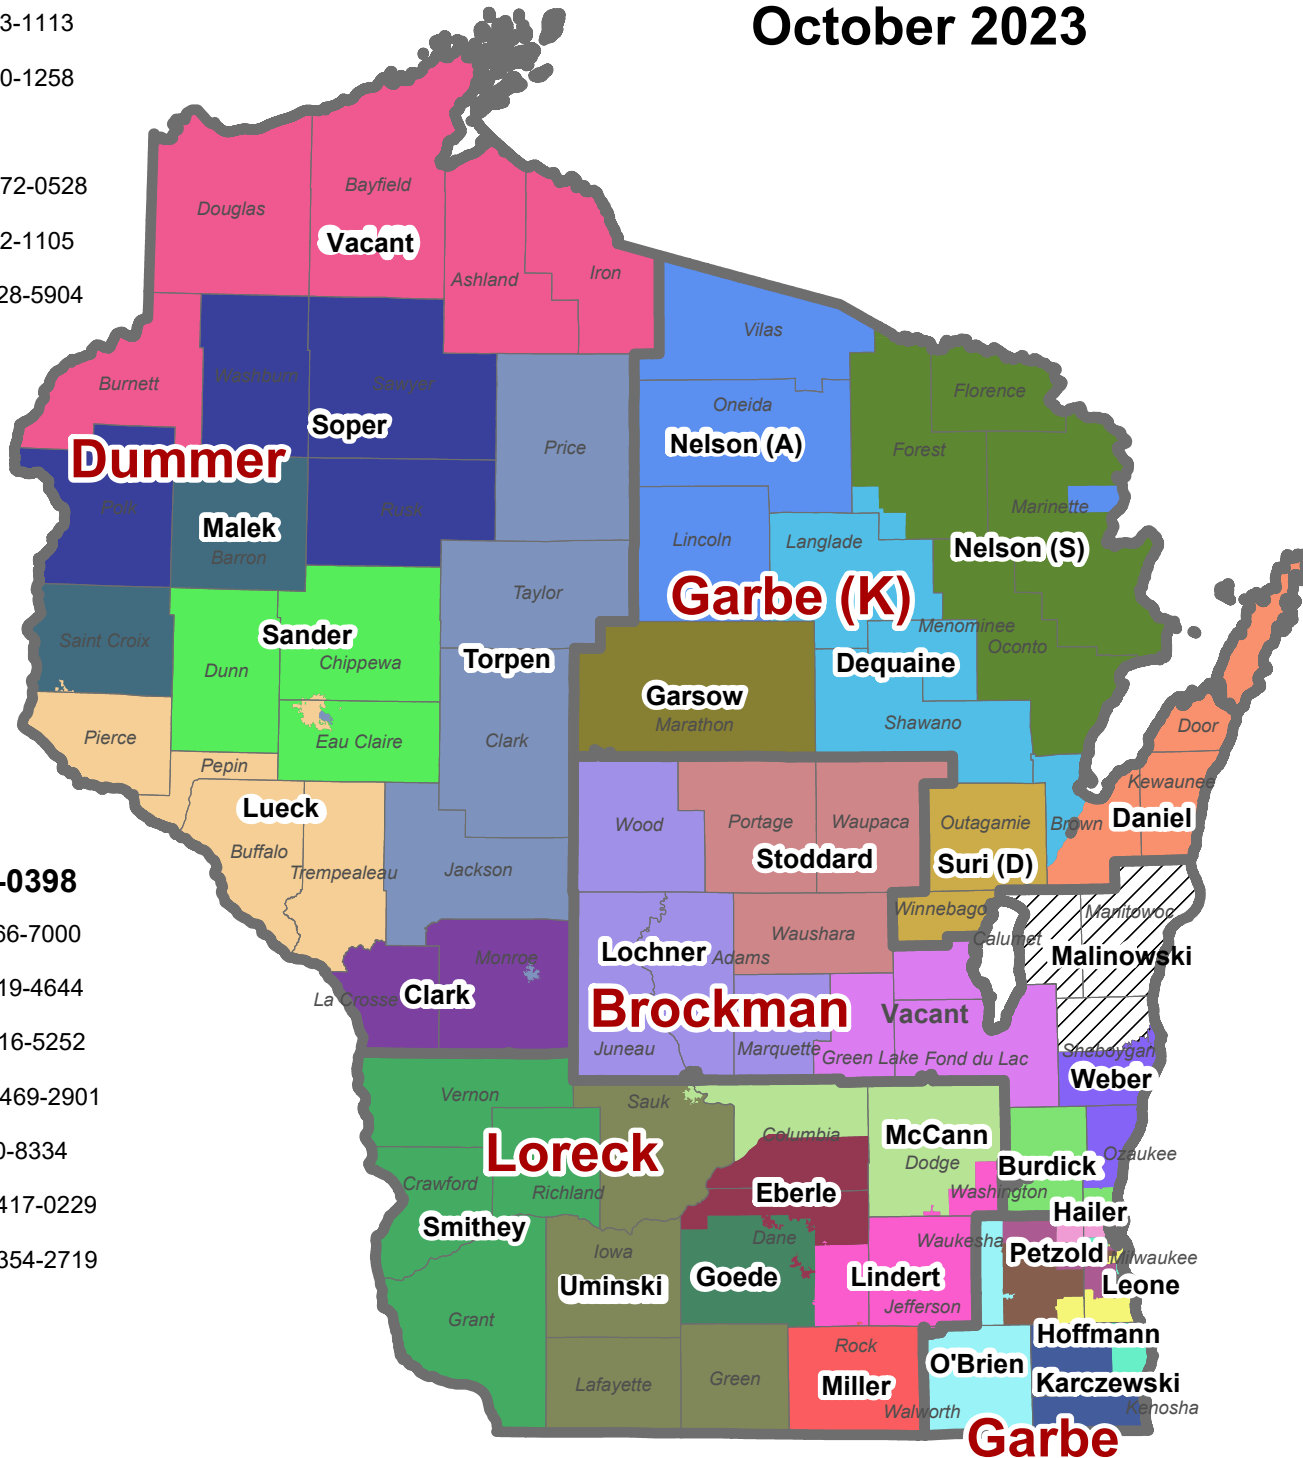 October 2023
3-1113
0-1258
72-0528
2-1105
28-5904
-0398
66-7000
19-4644
16-5252
469-2901
0-8334
417-0229
354-2719
Douglas
Bayfield
Vacant
Ashland
Iron
Vilas
Burnett
Washburn
Sawyer
Soper
Dummer
Price
Oneida
Nelson (A)
Florence
Forest
Polk
Rusk
Malek
Barron
Lincoln
Langlade
Marinette
Nelson (S)
Taylor
Garbe (K)
Saint Croix
Sander
Chippewa
Dunn
Torpen
Menominee
Oconto
Dequaine
Garsow
Marathon
Shawano
Pierce
Eau Claire
Clark
Door
Pepin
Lueck
Kewaunee
Wood
Portage
Waupaca
Outagamie
Brown
Daniel
Buffalo
Trempealeau
Jackson
Stoddard
Suri (D)
Winnebago
Manitowoc
Calumet
Waushara
Monroe
Lochner
Adams
Malinowski
La Crosse
Clark
Brockman
Vacant
Juneau
Marquette
Green Lake
Fond du Lac
Sheboygan
Weber
Vernon
Sauk
Columbia
McCann
Dodge
Ozaukee
Loreck
Burdick
Crawford
Richland
Eberle
Washington
Hailer
Smithey
Dane
Waukesha
Petzold
Milwaukee
Iowa
Uminski
Goede
Lindert
Leone
Jefferson
Grant
Hoffmann
Rock
O'Brien
Lafayette
Green
Miller
Karczewski
Walworth
Kenosha
Garbe